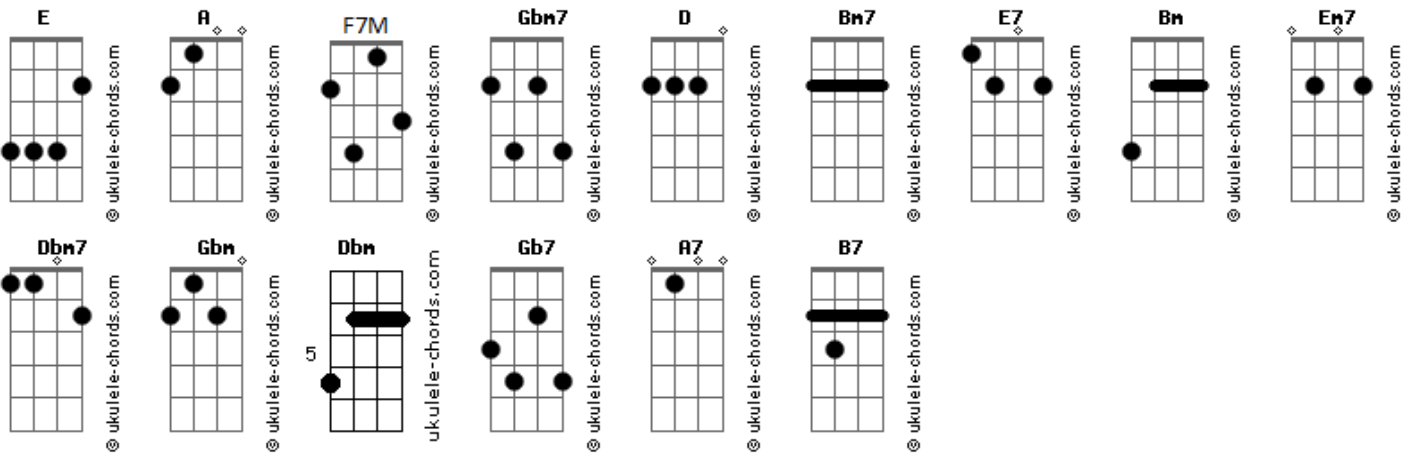 E A F7M Gbm7 D Bm7 E7 Bm Em7
© ukulele-chords.com © ukulele-chords.com © ukulele-chords.com © ukulele-chords.com © ukulele-chords.com © ukulele-chords.com © ukulele-chords.com © ukulele-chords.com © ukulele-chords.com
Dbm7 Gbm Dbm Gb7 A7 B7
5
© ukulele-chords.com © ukulele-chords.com ukulele-chords.com © ukulele-chords.com © ukulele-chords.com © ukulele-chords.com